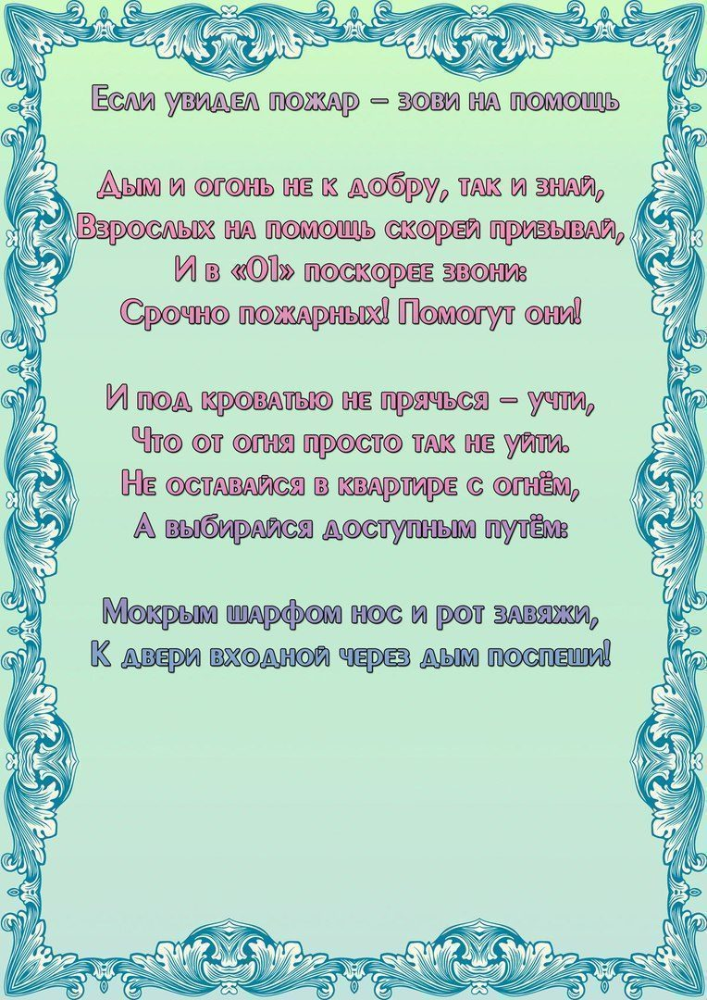 Если увидел пожар – зови на помощь
Дым и огонь не к добру, так и знай,
Взрослых на помощь скорей призывай,
И в «01» поскорее звони:
Срочно пожарных! Помогут они!
И под кроватью не прячься – учти,
Что от огня просто так не уйти.
Не оставайся в квартире с огнём,
А выбирайся доступным путём:
Мокрым шарфом нос и рот завяжи,
К двери входной через дым поспеши!